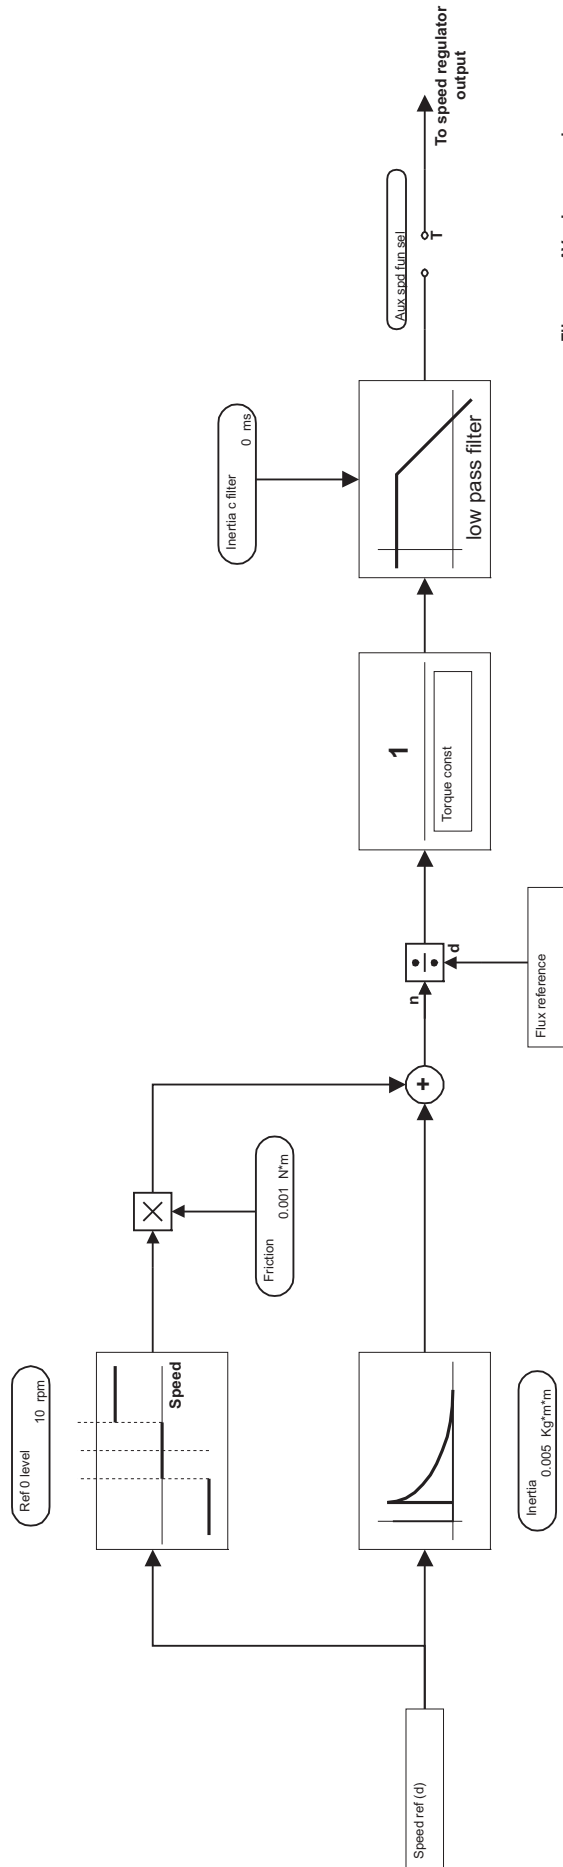 Speed ref (d)
Ref 0 level
10 rpm
Speed
Inertia
0.005 Kg*m*m
Friction
0.001 N*m
+
n
d
Flux reference
1
Torque const
Inertia c filter
0 ms
low pass filter
Aux spd fun sel
T
To speed regulator
output